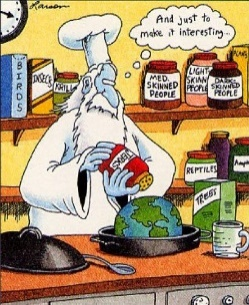 Larson
And just to
make it interesting...
BIRDS
INSECTS
KRILL
MED.
SKINNED
PEOPLE
LIGHT
SKINNED
PEOPLE
DARK-
SKINNED
PEOPLE
REPTILES
TREES